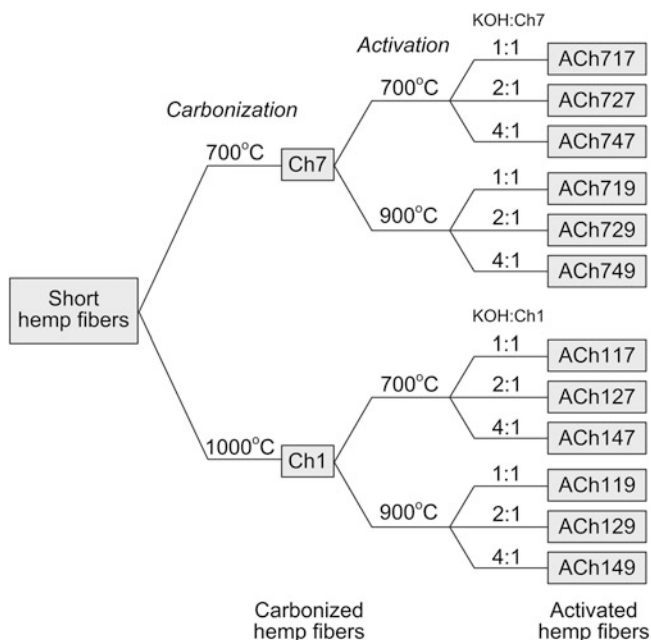 KOH:Ch7
Activation
1:1
ACh717
700°C
2:1
ACh727
Carbonization
4:1
ACh747
700°C
Ch7
1:1
ACh719
900°C
2:1
ACh729
4:1
ACh749
Short
hemp fibers
KOH:Ch1
1:1
ACh117
700°C
2:1
ACh127
4:1
ACh147
1000°C
Ch1
1:1
ACh119
900°C
2:1
ACh129
4:1
ACh149
Carbonized
hemp fibers
Activated
hemp fibers